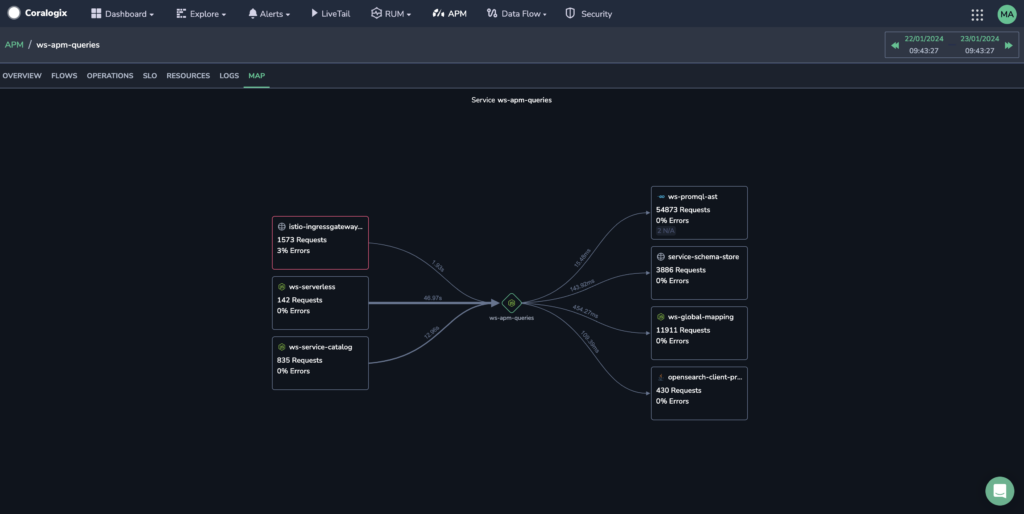 Coralogix Dashboard Explore Alerts LiveTail RUM APM Data Flow Security MA
APM / ws-apm-queries
22/01/2024 23/01/2024
09:43:27 09:43:27
OVERVIEW FLOWS OPERATIONS SLO RESOURCES LOGS MAP
Service ws-apm-queries
istio-ingressgateway...
1573 Requests
3% Errors
ws-serverless
142 Requests
0% Errors
ws-service-catalog
835 Requests
0% Errors
1.93s
46.97s
12.96s
ws-apm-queries
15.49ms
143.92ms
454.27ms
ws-promql-ast
54873 Requests
0% Errors
2 N/A
service-schema-store
3886 Requests
0% Errors
ws-global-mapping
11911 Requests
0% Errors
opensearch-client-pr...
430 Requests
0% Errors